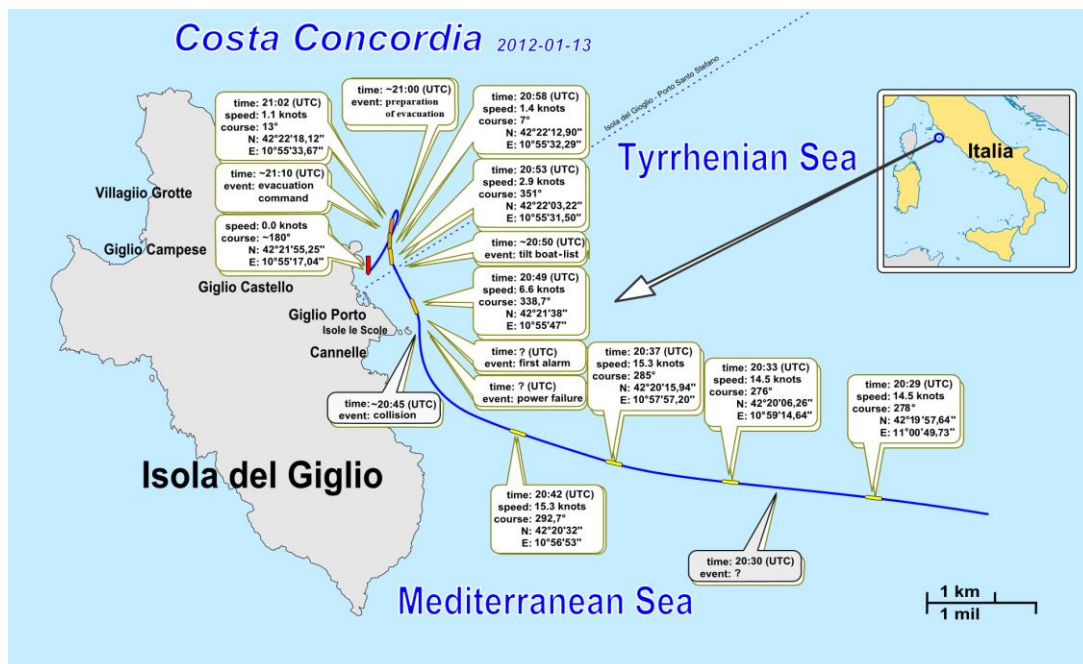 Costa Concordia 2012-01-13
time: 21:02 (UTC)
speed: 1.1 knots
course: 13°
N: 42°22'18,12"
E: 10°55'33,67"
time: ~21:00 (UTC)
event: preparation
of evacuation
time: 20:58 (UTC)
speed: 1.4 knots
course: 7°
N: 42°22'12,90"
E: 10°55'32,29"
Isola del Gioglio - Porto Santo Stefano
Tyrrhenian Sea
Italia
Villagiio Grotte
~21:10 (UTC)
event: evacuation
command
time: 20:53 (UTC)
speed: 2.9 knots
course: 351°
N: 42°22'03,22"
E: 10°55'31,50"
Giglio Campese
speed: 0.0 knots
course: ~180°
N: 42°21'55,25"
E: 10°55'17,04"
time: ~20:50 (UTC)
event: tilt boat-list
Giglio Castello
time: 20:49 (UTC)
speed: 6.6 knots
course: 338,7°
N: 42°21'38"
E: 10°55'47"
Giglio Porto
Isole le Scole
Cannelle
time: ? (UTC)
event: first alarm
time: ? (UTC)
event: power failure
time:~20:45 (UTC)
event: collision
time: 20:37 (UTC)
speed: 15.3 knots
course: 285°
N: 42°20'15,94"
E: 10°57'57,20"
time: 20:33 (UTC)
speed: 14.5 knots
course: 276°
N: 42°20'06,26"
E: 10°59'14,64"
time: 20:29 (UTC)
speed: 14.5 knots
course: 278°
N: 42°19'57,64"
E: 11°00'49,73"
Isola del Giglio
time: 20:42 (UTC)
speed: 15.3 knots
course: 292,7°
N: 42°20'32"
E: 10°56'53"
time: 20:30 (UTC)
event: ?
Mediterranean Sea
1 km
1 mil